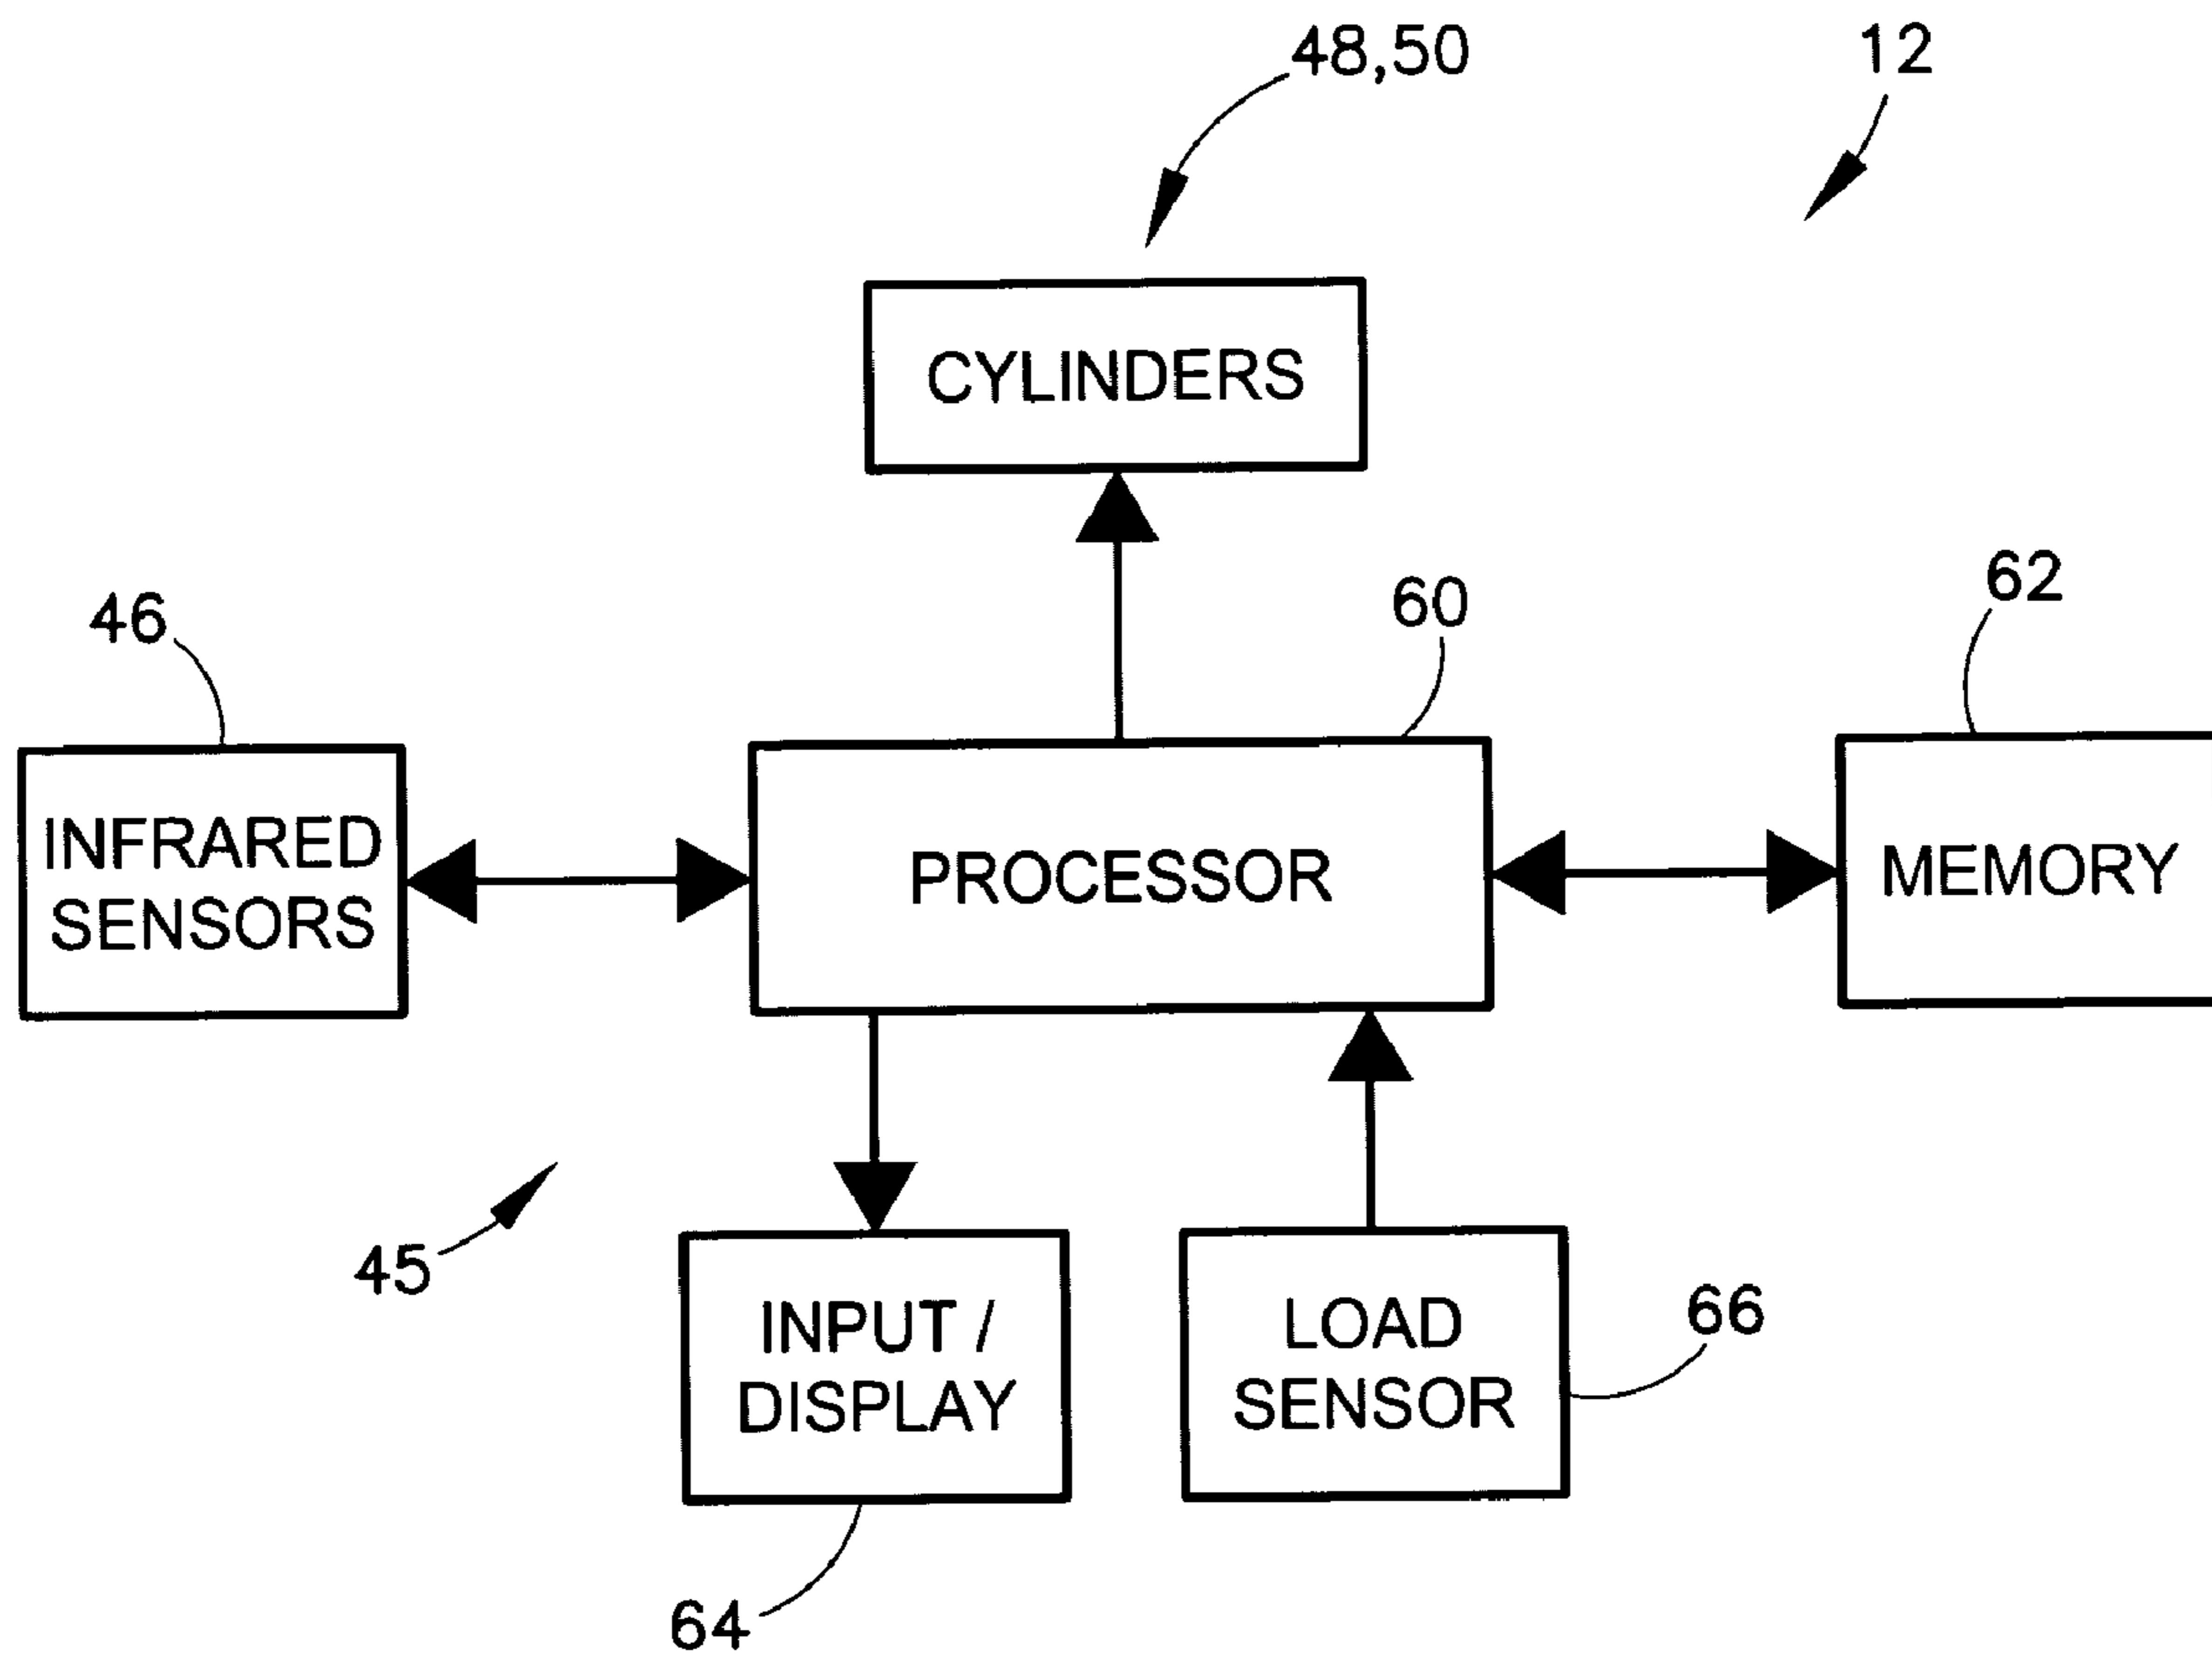 48,50
12
CYLINDERS
46
60
62
INFRARED
SENSORS
PROCESSOR
MEMORY
45
INPUT /
DISPLAY
LOAD
SENSOR
66
64